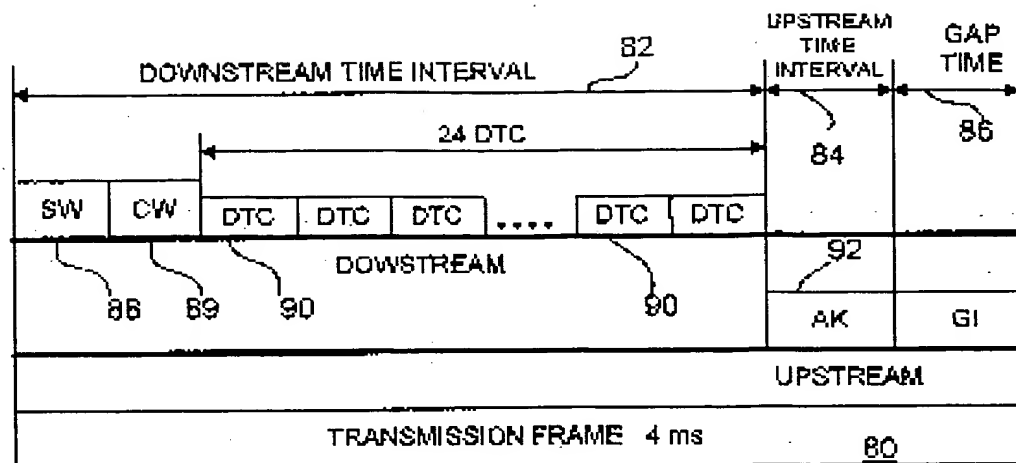 UPSTREAM
TIME
INTERVAL
GAP
TIME
82
DOWNSTREAM TIME INTERVAL
84
86
24 DTC
SW CW DTC DTC DTC .... DTC DTC
DOWSTREAM
92
88 89 90 90
AK GI
UPSTREAM
TRANSMISSION FRAME 4 ms
80